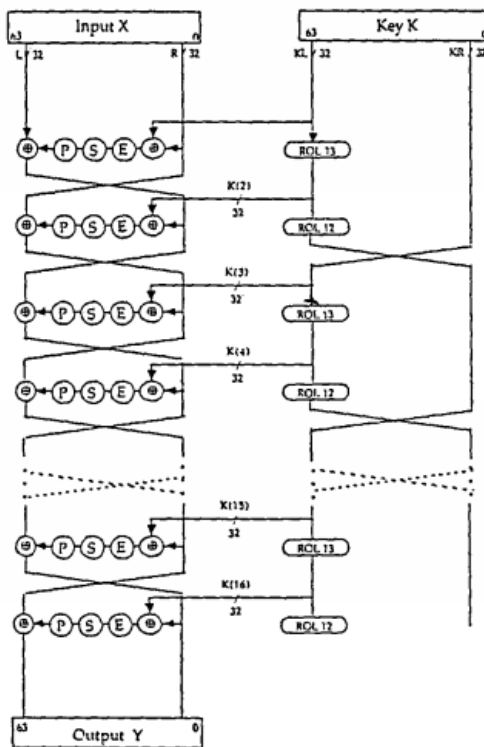 Input X
Key K
63 0
63
L 32 R 32
KL 32 KR 32
⊕ P S E ⊕ ROL 13
K(2)
32
⊕ P S E ⊕ ROL 12
K(3)
32
⊕ P S E ⊕ ROL 13
K(4)
32
⊕ P S E ⊕ ROL 12
K(15)
32
⊕ P S E ⊕ ROL 13
K(16)
32
⊕ P S E ⊕ ROL 12
63 0
Output Y